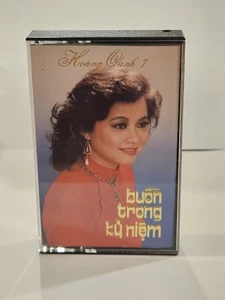 Hoàng Oanh 7
buồn
trong
kỷ niệm